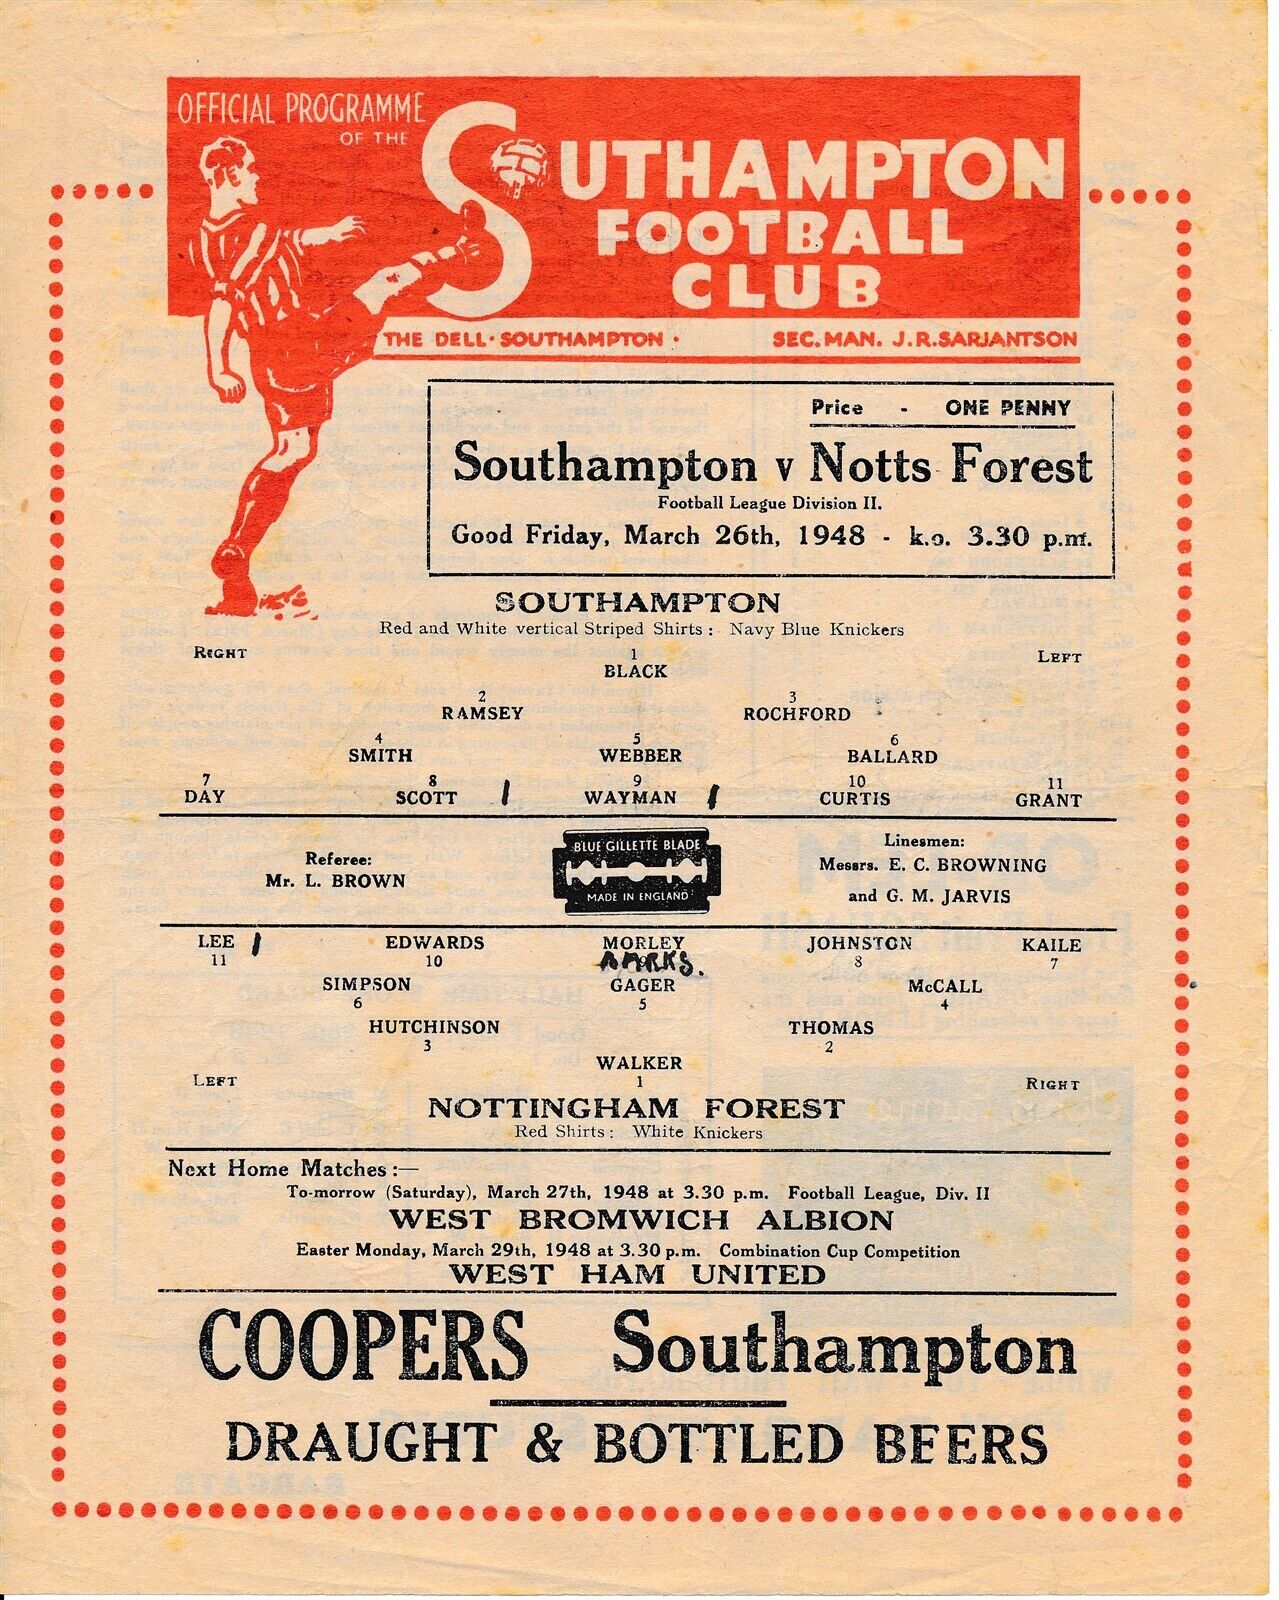 OFFICIAL PROGRAMME
OF THE
SOUTHAMPTON
FOOTBALL
CLUB
THE DELL · SOUTHAMPTON · SEC. MAN. J.R. SARJANTSON
Price - ONE PENNY
Southampton v Notts Forest
Football League Division II.
Good Friday, March 26th, 1948 - k.o. 3.30 p.m.
SOUTHAMPTON
Red and White vertical Striped Shirts : Navy Blue Knickers
RIGHT 1 LEFT
BLACK
2 3
RAMSEY ROCHFORD
4 5 6
SMITH WEBBER BALLARD
7 8 9 10 11
DAY SCOTT WAYMAN CURTIS GRANT
Referee:
Mr. L. BROWN
BLUE GILLETTE BLADE
MADE IN ENGLAND
Linesmen:
Messrs. E. C. BROWNING
and G. M. JARVIS
LEE EDWARDS MORLEY JOHNSTON KAILE
11 10 9 8 7
SIMPSON GAGER McCALL
6 5 4
HUTCHINSON THOMAS
3 2
WALKER
LEFT 1 RIGHT
NOTTINGHAM FOREST
Red Shirts : White Knickers
Next Home Matches :—
To-morrow (Saturday), March 27th, 1948 at 3.30 p.m. Football League, Div. II
WEST BROMWICH ALBION
Easter Monday, March 29th, 1948 at 3.30 p.m. Combination Cup Competition
WEST HAM UNITED
COOPERS Southampton
DRAUGHT & BOTTLED BEERS